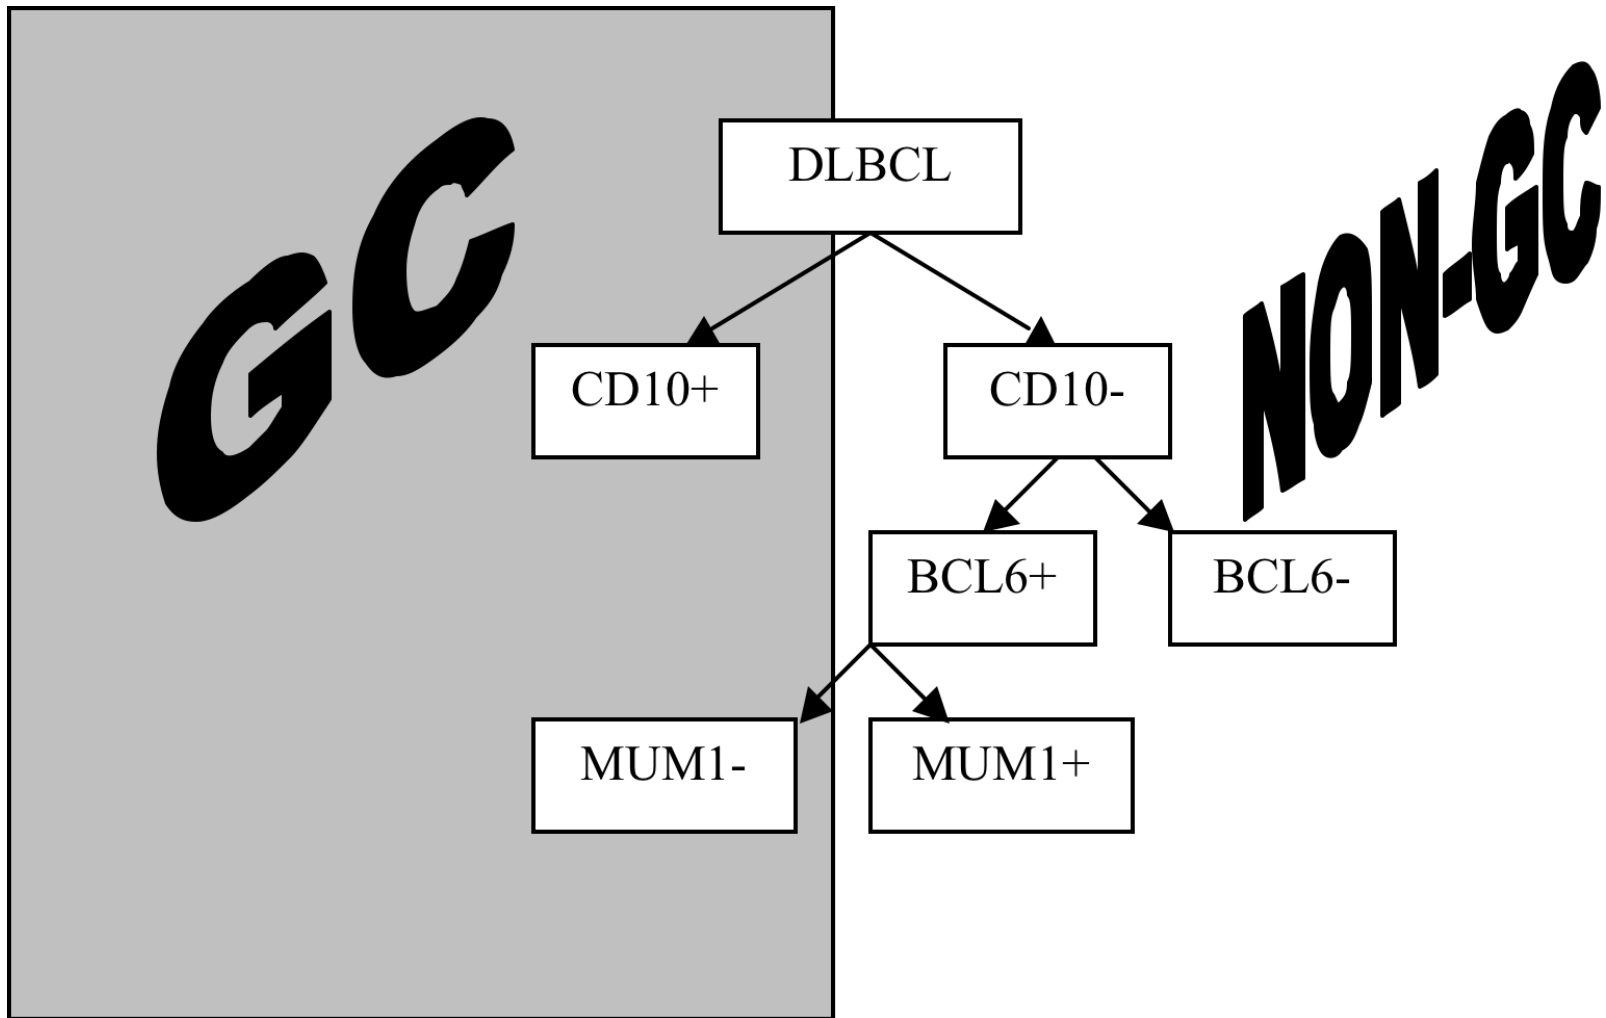 GC
NON-GC
DLBCL
CD10+
CD10-
BCL6+
BCL6-
MUM1-
MUM1+